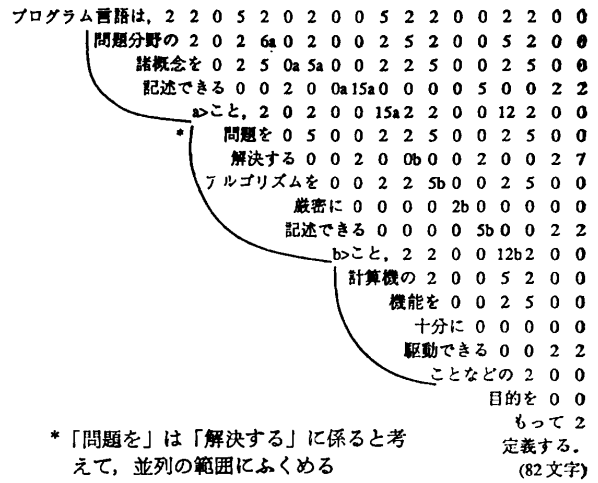 プログラム言語は，2 2 0 5 2 0 2 0 0 5 2 2 0 0 2 2 0 0
問題分野の 2 0 2 6a 0 2 0 0 2 5 2 0 0 5 2 0 0
諸概念を 0 2 5 0a 5a 0 0 2 2 5 0 0 2 5 0 0
記述できる 0 0 2 0 0a 15a 0 0 0 0 5 0 0 2 2
a>こと，2 0 2 0 0 15a 2 2 0 0 12 2 0 0
* 問題を 0 5 0 0 2 2 5 0 0 2 5 0 0
解決する 0 0 2 0 0b 0 0 2 0 0 2 7
アルゴリズムを 0 0 2 2 5b 0 0 2 5 0 0
厳密に 0 0 0 0 2b 0 0 0 0 0
記述できる 0 0 0 0 5b 0 0 2 2
b>こと，2 2 0 0 12b 2 0 0
計算機の 2 0 0 5 2 0 0
機能を 0 0 2 5 0 0
十分に 0 0 0 0 0
駆動できる 0 0 2 2
ことなどの 2 0 0
目的を 0 0
もって 2
定義する．
(82文字)
*「問題を」は「解決する」に係ると考
えて，並列の範囲にふくめる